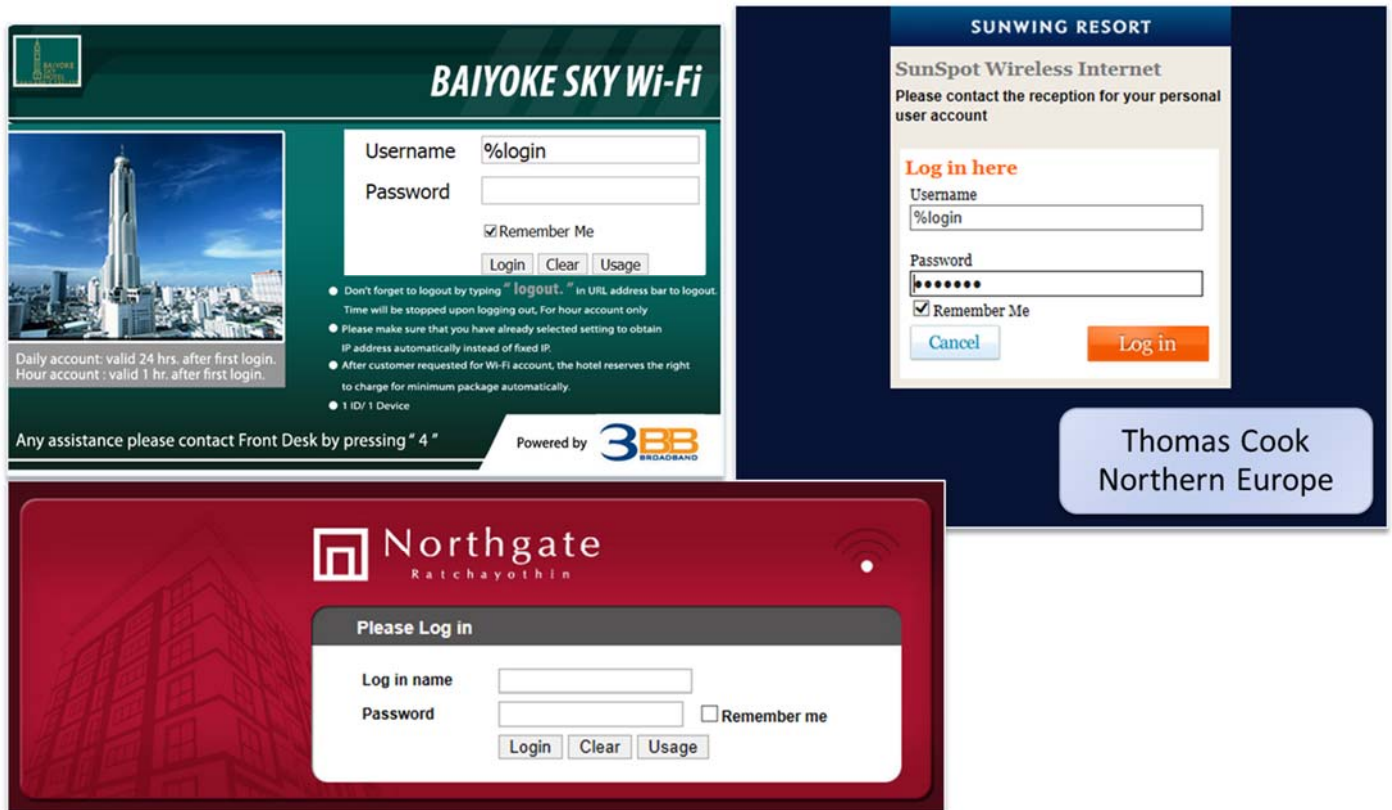 BAIYOKE
SKY
HOTEL
BAIYOKE SKY Wi-Fi
Username %login
Password
Remember Me
Login Clear Usage
Don't forget to logout by typing " logout. " in URL address bar to logout.
Time will be stopped upon logging out, For hour account only
Please make sure that you have already selected setting to obtain
IP address automatically instead of fixed IP.
After customer requested for Wi-Fi account, the hotel reserves the right
to charge for minimum package automatically.
1 ID/ 1 Device
Daily account: valid 24 hrs. after first login.
Hour account : valid 1 hr. after first login.
Any assistance please contact Front Desk by pressing " 4 "
Powered by 3BB
BROADBAND
SUNWING RESORT
SunSpot Wireless Internet
Please contact the reception for your personal
user account
Log in here
Username
%login
Password
Remember Me
Cancel Log in
Thomas Cook
Northern Europe
Northgate
Ratchayothin
Please Log in
Log in name
Password Remember me
Login Clear Usage